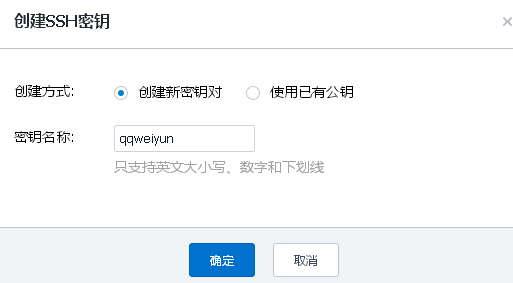 创建SSH密钥
创建方式: 创建新密钥对 使用已有公钥
密钥名称: qqweiyun
只支持英文大小写、数字和下划线
确定 取消